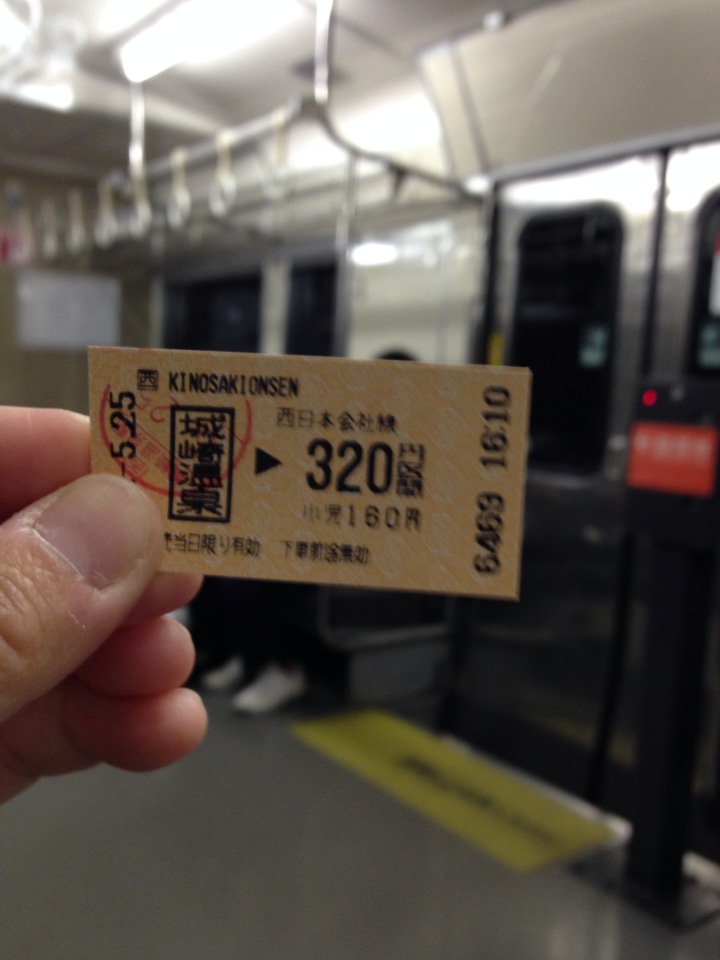 西 KINOSAKIONSEN
-5.25
城崎温泉
▶
西日本会社線
320円区間
小児160円
売当日限り有効 下車前途無効
6469 16:10